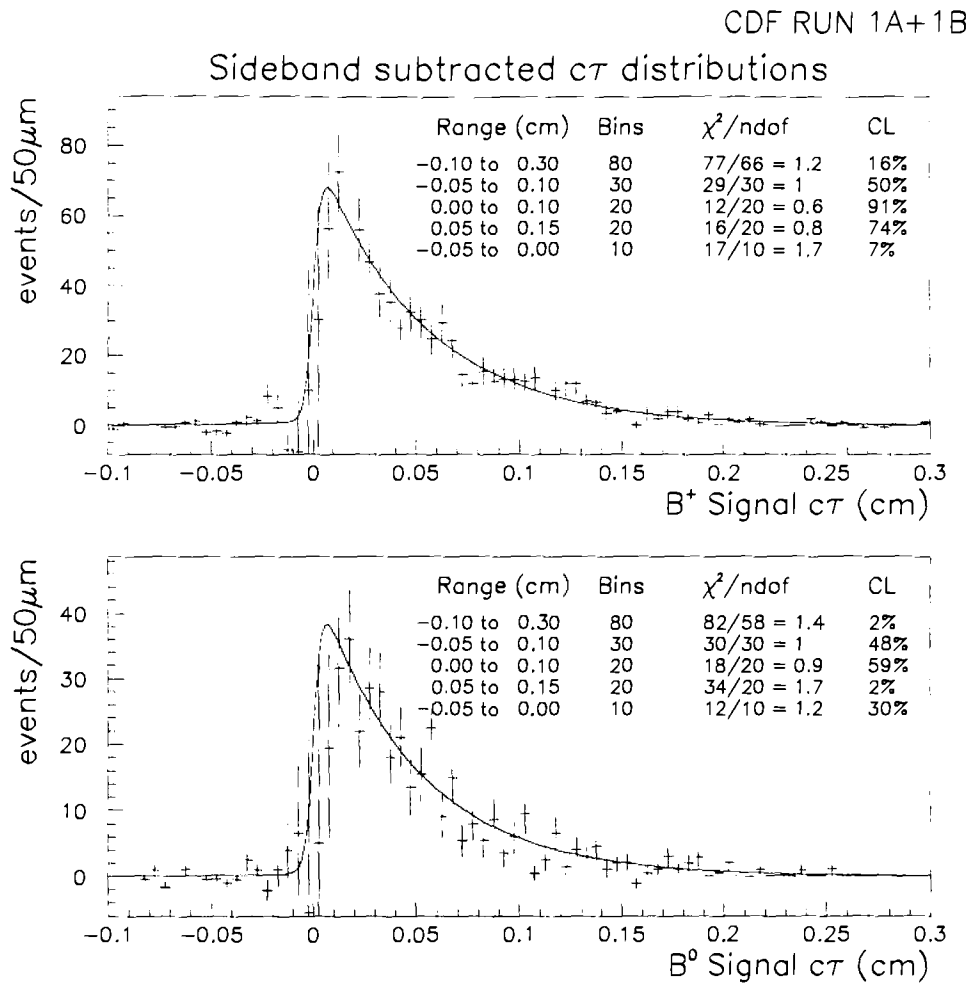 CDF RUN 1A+1B
Sideband subtracted cτ distributions
events/50μm
Range (cm) Bins χ²/ndof CL
−0.10 to 0.30 80 77/66 = 1.2 16%
−0.05 to 0.10 30 29/30 = 1 50%
0.00 to 0.10 20 12/20 = 0.6 91%
0.05 to 0.15 20 16/20 = 0.8 74%
−0.05 to 0.00 10 17/10 = 1.7 7%
80
60
40
20
0
−0.1 −0.05 0 0.05 0.1 0.15 0.2 0.25 0.3
B⁺ Signal cτ (cm)
events/50μm
Range (cm) Bins χ²/ndof CL
−0.10 to 0.30 80 82/58 = 1.4 2%
−0.05 to 0.10 30 30/30 = 1 48%
0.00 to 0.10 20 18/20 = 0.9 59%
0.05 to 0.15 20 34/20 = 1.7 2%
−0.05 to 0.00 10 12/10 = 1.2 30%
40
30
20
10
0
−0.1 −0.05 0 0.05 0.1 0.15 0.2 0.25 0.3
B⁰ Signal cτ (cm)